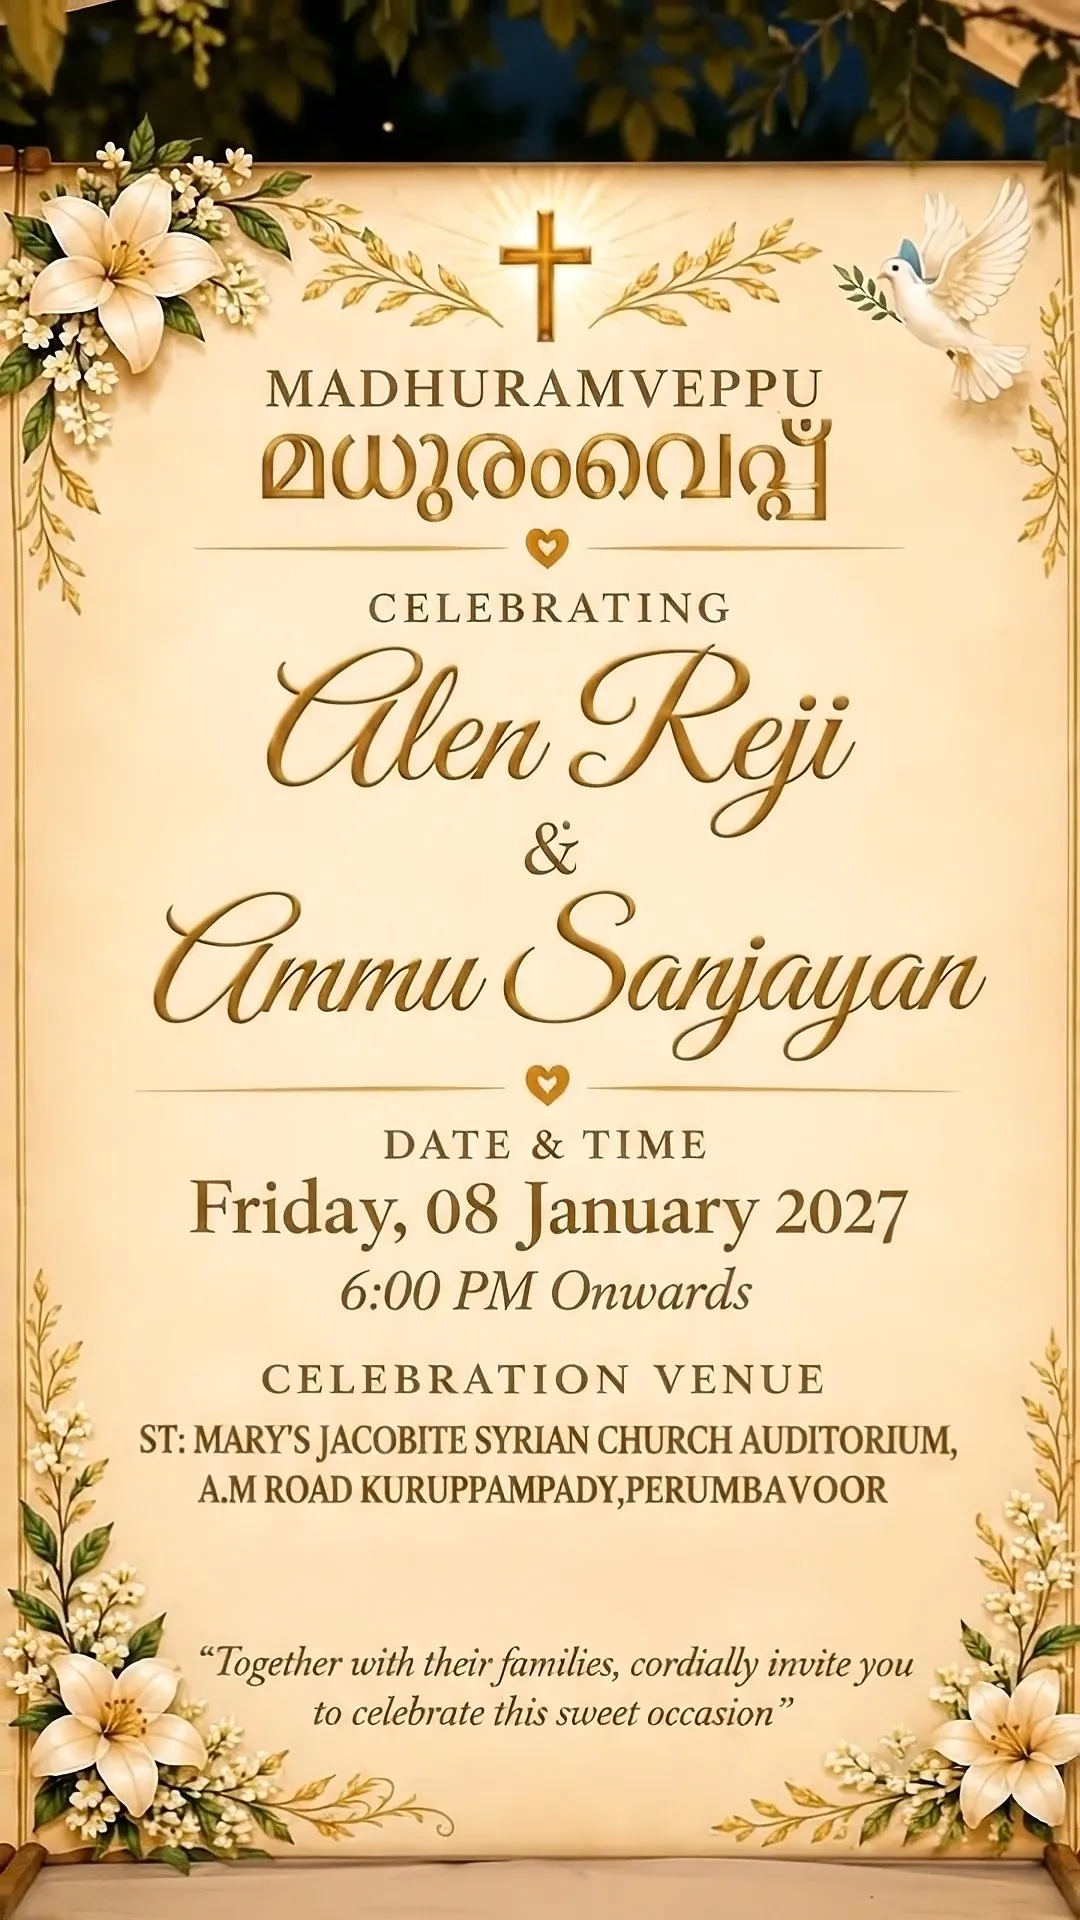 MADHURAMVEPPU
മധുരംവെപ്പ്
CELEBRATING
Alen Reji
&
Ammu Sanjayan
DATE & TIME
Friday, 08 January 2027
6:00 PM Onwards
CELEBRATION VENUE
ST: MARY'S JACOBITE SYRIAN CHURCH AUDITORIUM,
A.M ROAD KURUPPAMPADY,PERUMBAVOOR
“Together with their families, cordially invite you
to celebrate this sweet occasion”